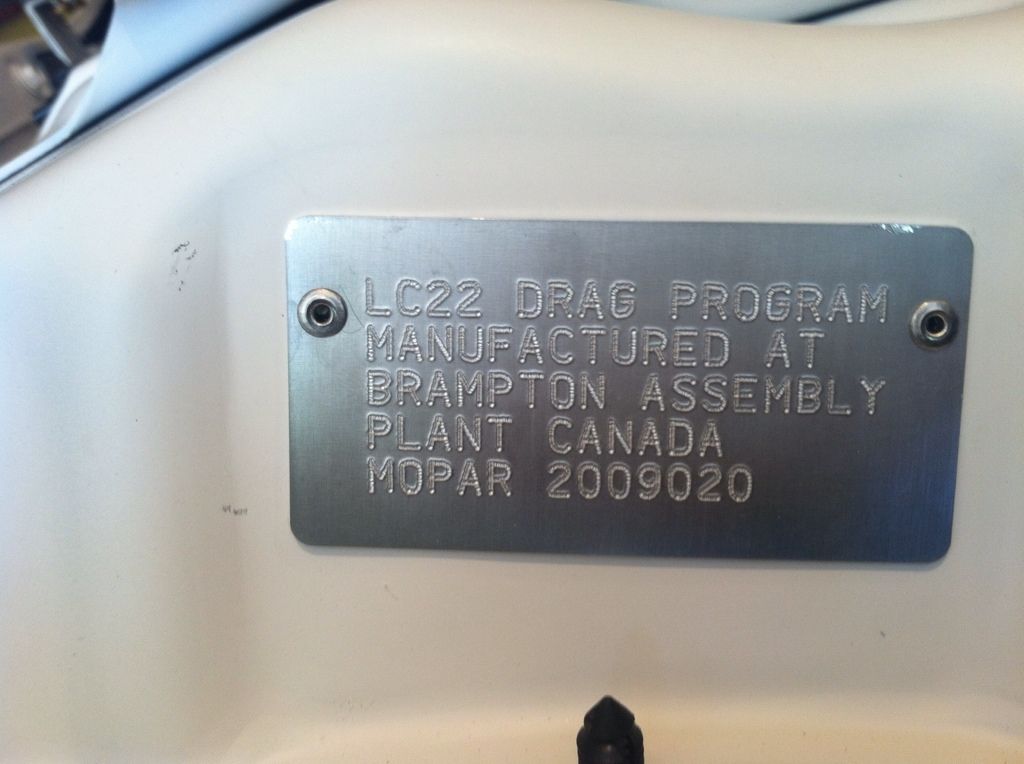 LC22 DRAG PROGRAM
MANUFACTURED AT
BRAMPTON ASSEMBLY
PLANT CANADA
MOPAR 2009020